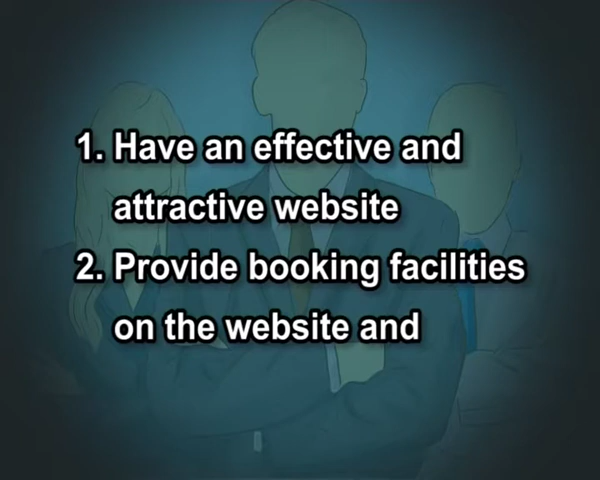 1. Have an effective and
attractive website
2. Provide booking facilities
on the website and